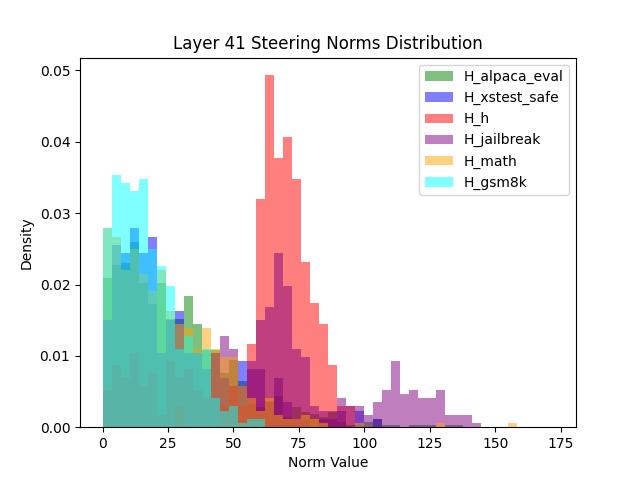 Layer 41 Steering Norms Distribution
H_alpaca_eval
H_xstest_safe
H_h
H_jailbreak
H_math
H_gsm8k
Density
0.05
0.04
0.03
0.02
0.01
0.00
0 25 50 75 100 125 150 175
Norm Value